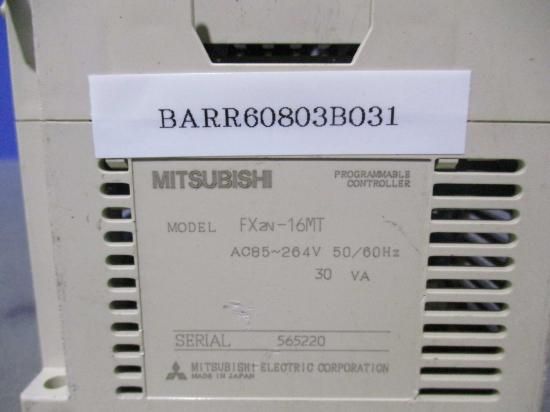 BARR60803B031
MITSUBISHI
PROGRAMMABLE
CONTROLLER
MODEL FX2N-16MT
AC85~264V 50/60Hz
30 VA
SERIAL 565220
MITSUBISHI ELECTRIC CORPORATION
MADE IN JAPAN